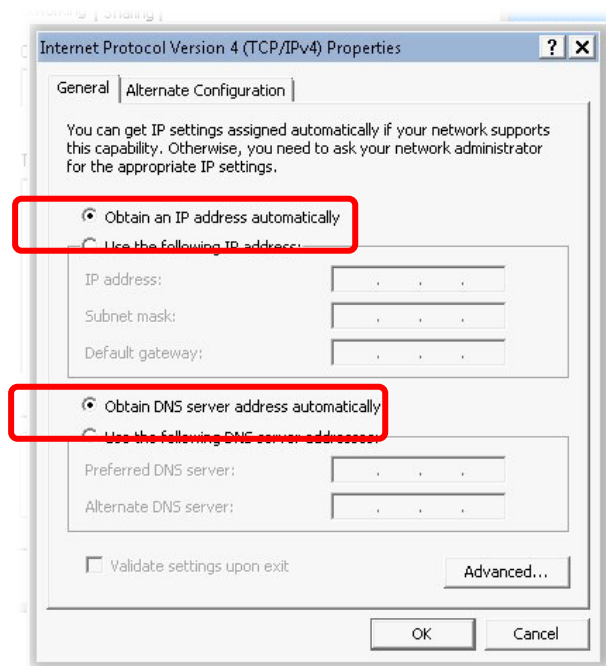 Sharing
Internet Protocol Version 4 (TCP/IPv4) Properties ? X
General Alternate Configuration
You can get IP settings assigned automatically if your network supports
this capability. Otherwise, you need to ask your network administrator
for the appropriate IP settings.
Obtain an IP address automatically
Use the following IP address:
IP address: . . .
Subnet mask: . . .
Default gateway: . . .
Obtain DNS server address automatically
Use the following DNS server addresses:
Preferred DNS server: . . .
Alternate DNS server: . . .
Validate settings upon exit
Advanced...
OK Cancel